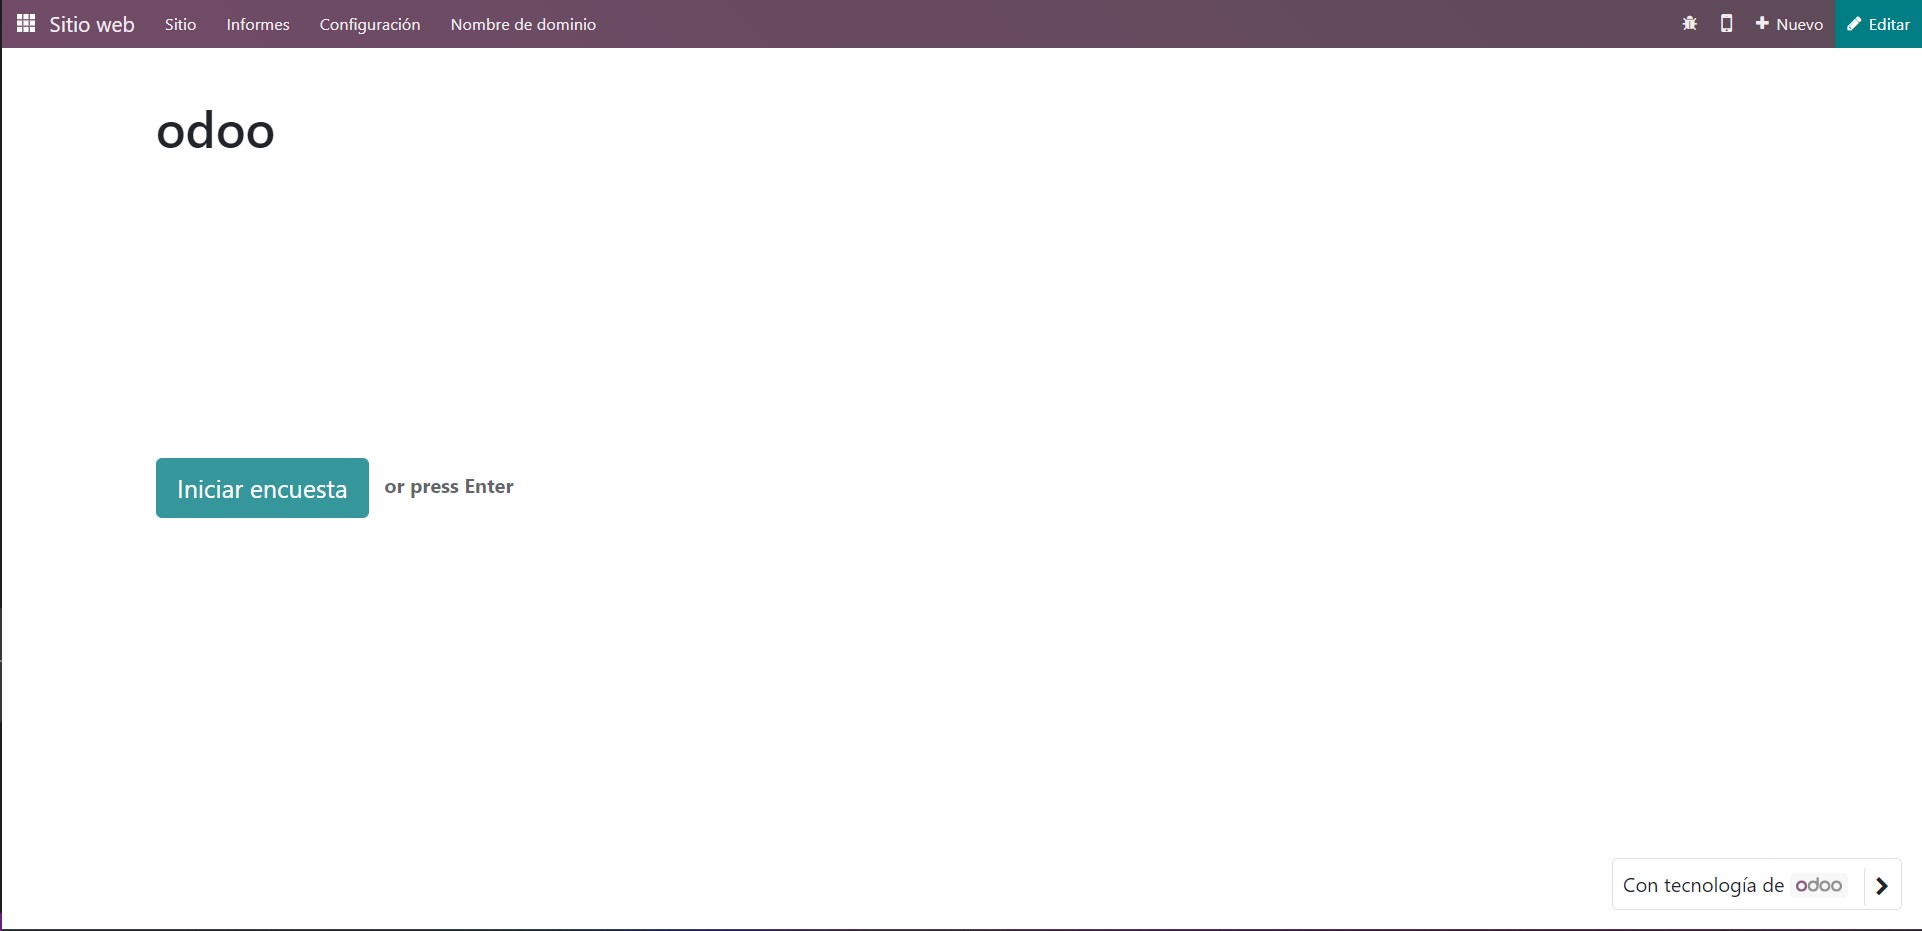 Sitio web Sitio Informes Configuración Nombre de dominio Nuevo Editar
odoo
Iniciar encuesta or press Enter
Con tecnología de odoo